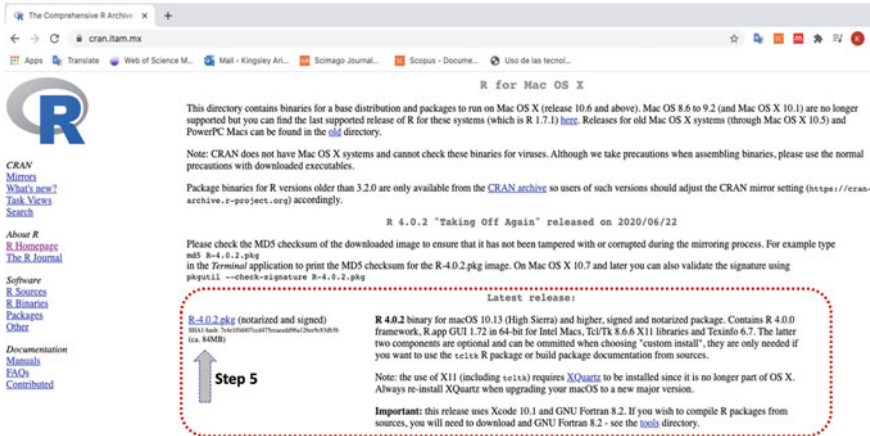 The Comprehensive R Archive
cran.itam.mx
Apps Translate Web of Science M... Mail - Kingsley Ari... Scimago Journal... Scopus - Docume... Uso de las tecnol...
R
CRAN
Mirrors
What's new?
Task Views
Search
About R
R Homepage
The R Journal
Software
R Sources
R Binaries
Packages
Other
Documentation
Manuals
FAQs
Contributed
R for Mac OS X
This directory contains binaries for a base distribution and packages to run on Mac OS X (release 10.6 and above). Mac OS 8.6 to 9.2 (and Mac OS X 10.1) are no longer
supported but you can find the last supported release of R for these systems (which is R 1.7.1) here. Releases for old Mac OS X systems (through Mac OS X 10.5) and
PowerPC Macs can be found in the old directory.
Note: CRAN does not have Mac OS X systems and cannot check these binaries for viruses. Although we take precautions when assembling binaries, please use the normal
precautions with downloaded executables.
Package binaries for R versions older than 3.2.0 are only available from the CRAN archive so users of such versions should adjust the CRAN mirror setting (https://cran-
archive.r-project.org) accordingly.
R 4.0.2 "Taking Off Again" released on 2020/06/22
Please check the MD5 checksum of the downloaded image to ensure that it has not been tampered with or corrupted during the mirroring process. For example type
md5 R-4.0.2.pkg
in the Terminal application to print the MD5 checksum for the R-4.0.2.pkg image. On Mac OS X 10.7 and later you can also validate the signature using
pkgutil --check-signature R-4.0.2.pkg
Latest release:
R-4.0.2.pkg (notarized and signed)
SHA1-hash:
(ca. 84MB)
Step 5
R 4.0.2 binary for macOS 10.13 (High Sierra) and higher, signed and notarized package. Contains R 4.0.0
framework, R.app GUI 1.72 in 64-bit for Intel Macs, Tcl/Tk 8.6.6 X11 libraries and Texinfo 6.7. The latter
two components are optional and can be ommitted when choosing "custom install", they are only needed if
you want to use the tcltk R package or build package documentation from sources.
Note: the use of X11 (including tcltk) requires XQuartz to be installed since it is no longer part of OS X.
Always re-install XQuartz when upgrading your macOS to a new major version.
Important: this release uses Xcode 10.1 and GNU Fortran 8.2. If you wish to compile R packages from
sources, you will need to download and GNU Fortran 8.2 - see the tools directory.